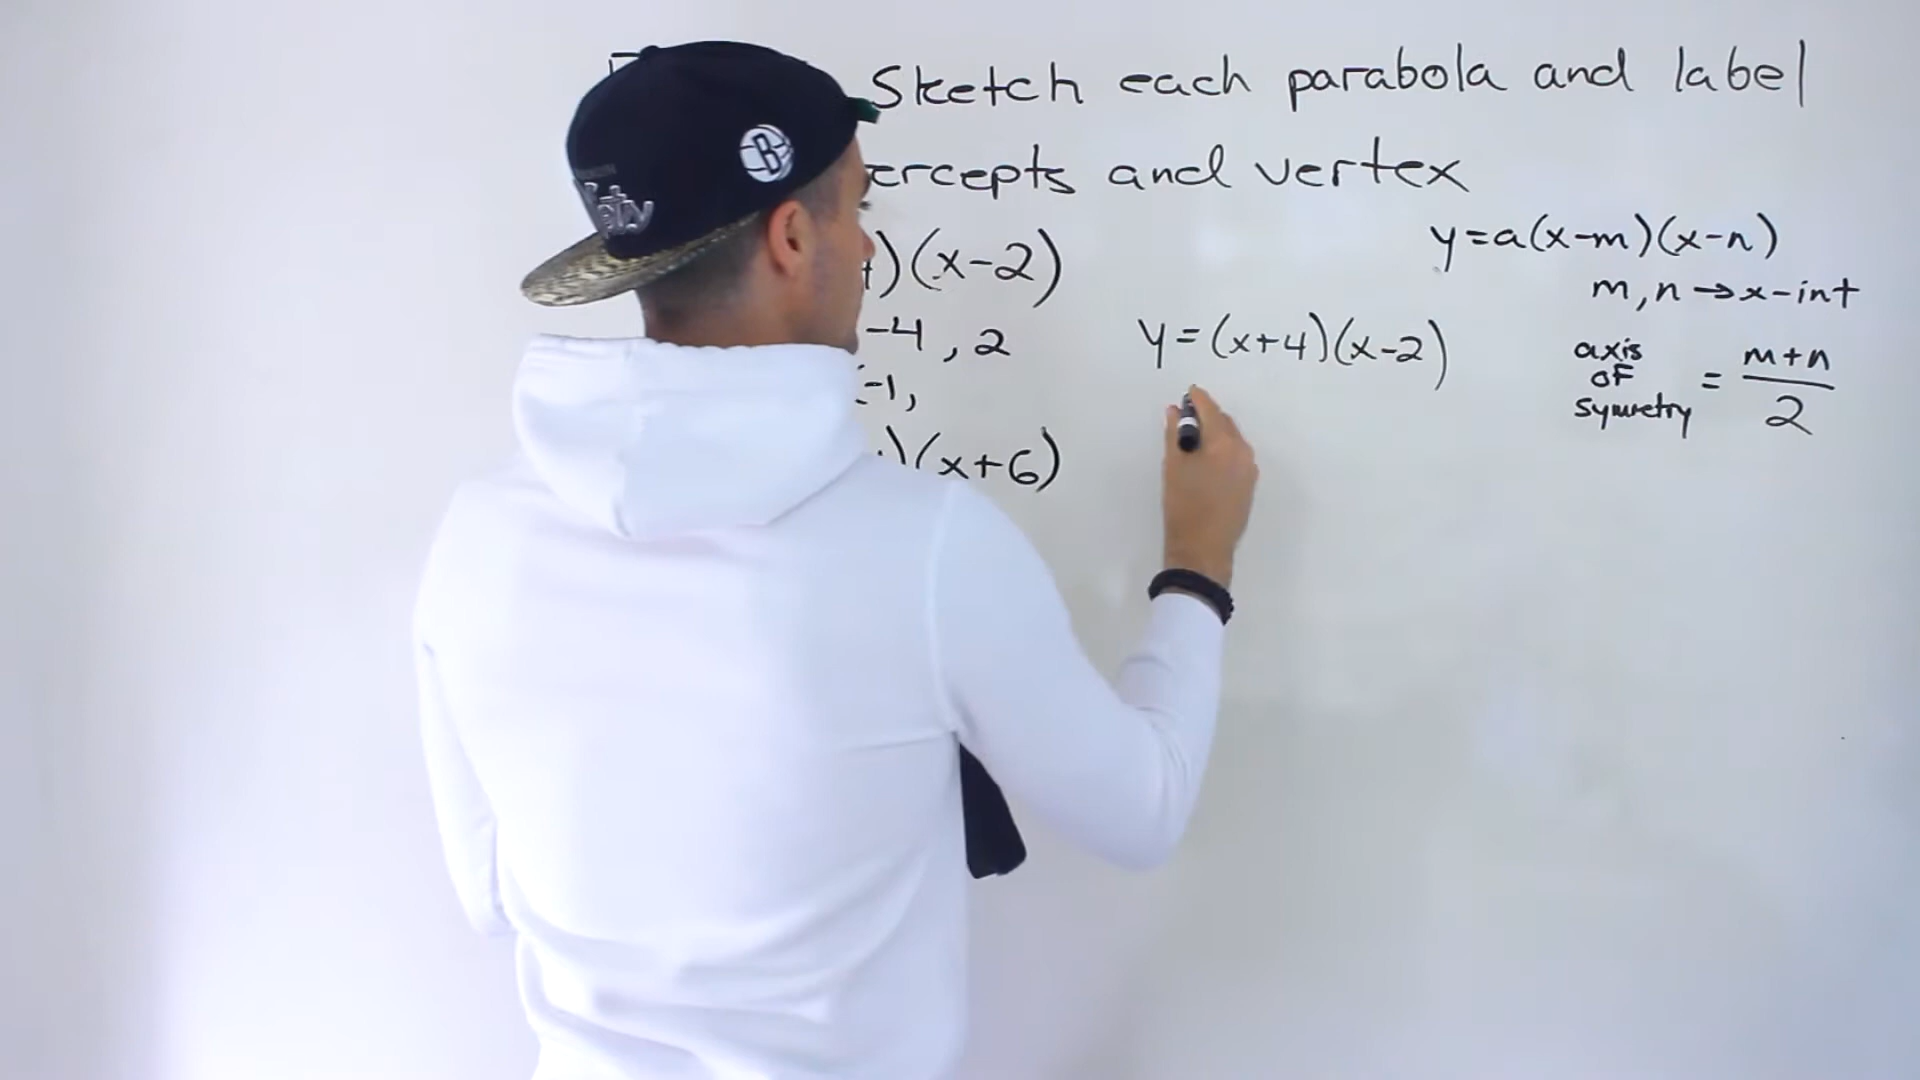 Sketch each parabola and label
ercepts and vertex
)(x-2)
y=a(x-m)(x-n)
m,n→x-int
-4, 2
y=(x+4)(x-2)
axis
of
symmetry
= m+n
2
-1,
)(x+6)
B